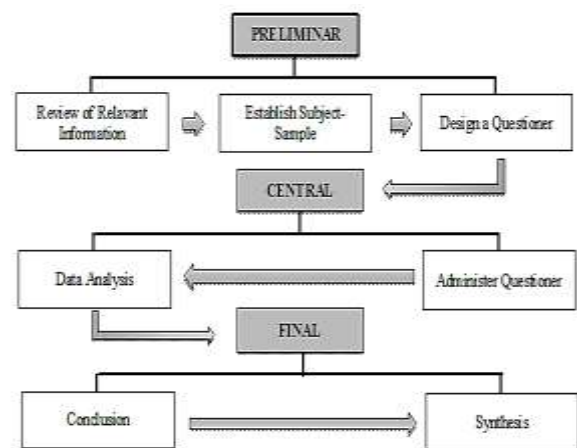 PRELIMINAR
Review of Relavant
Information
Establish Subject-
Sample
Design a Questioner
CENTRAL
Data Analysis
Administer Questioner
FINAL
Conclusion
Synthesis